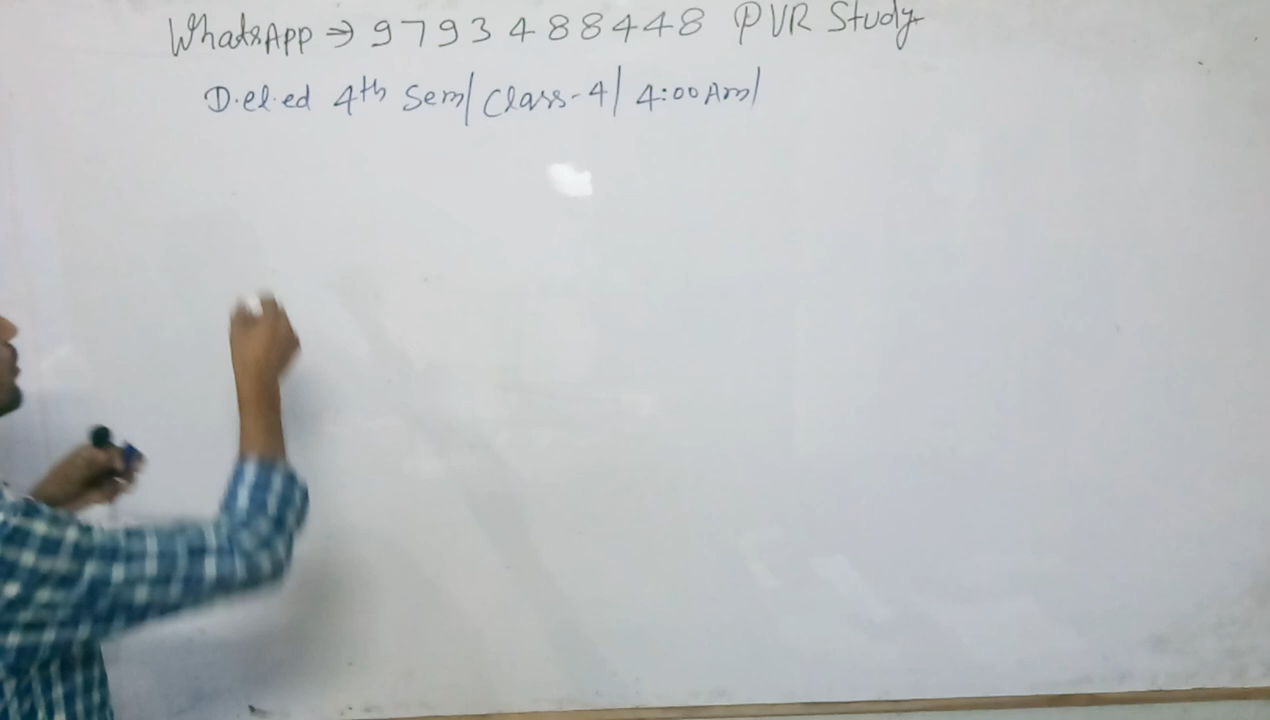 WhatsApp ⇒ 9793488448 PVR Study
D.el.ed 4th Sem/ Class-4/ 4:00 Am/